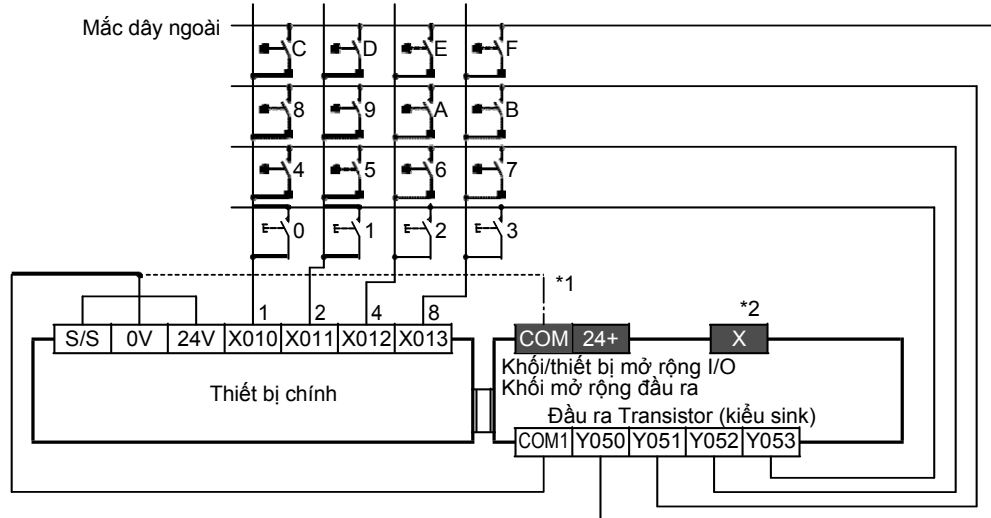 Mắc dây ngoài
C D E F
8 9 A B
4 5 6 7
0 1 2 3
*1
1 2 4 8 *2
S/S 0V 24V X010 X011 X012 X013 COM 24+ X
Thiết bị chính
Khối/thiết bị mở rộng I/O
Khối mở rộng đầu ra
Đầu ra Transistor (kiểu sink)
COM1 Y050 Y051 Y052 Y053